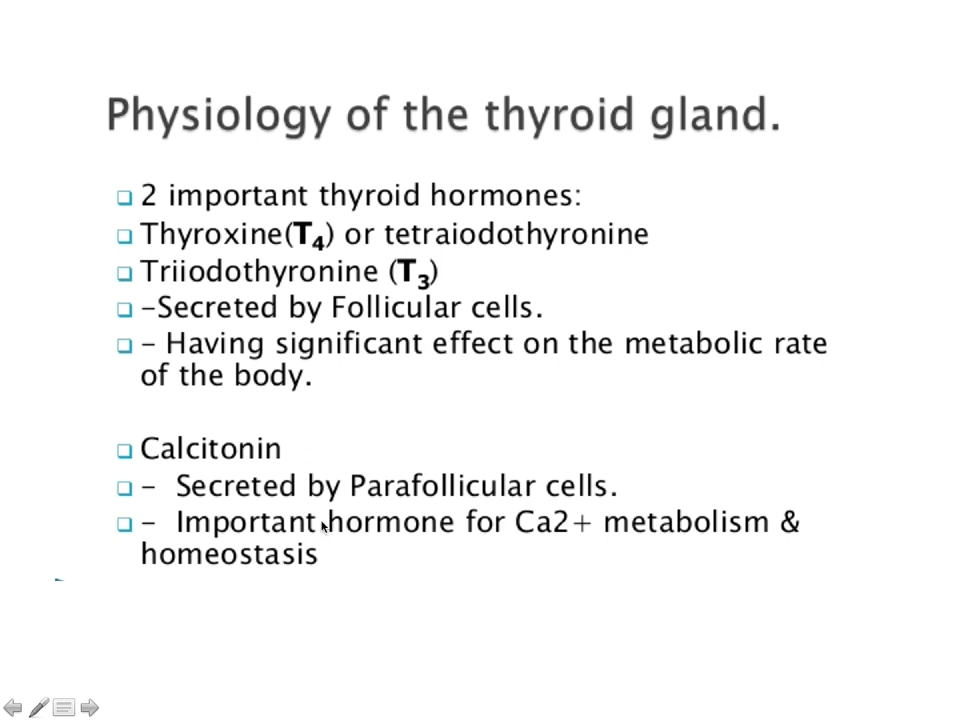 Physiology of the thyroid gland.
❑ 2 important thyroid hormones:
❑ Thyroxine(T₄) or tetraiodothyronine
❑ Triiodothyronine (T₃)
❑ -Secreted by Follicular cells.
❑ - Having significant effect on the metabolic rate
of the body.
❑ Calcitonin
❑ - Secreted by Parafollicular cells.
❑ - Important hormone for Ca2+ metabolism &
homeostasis